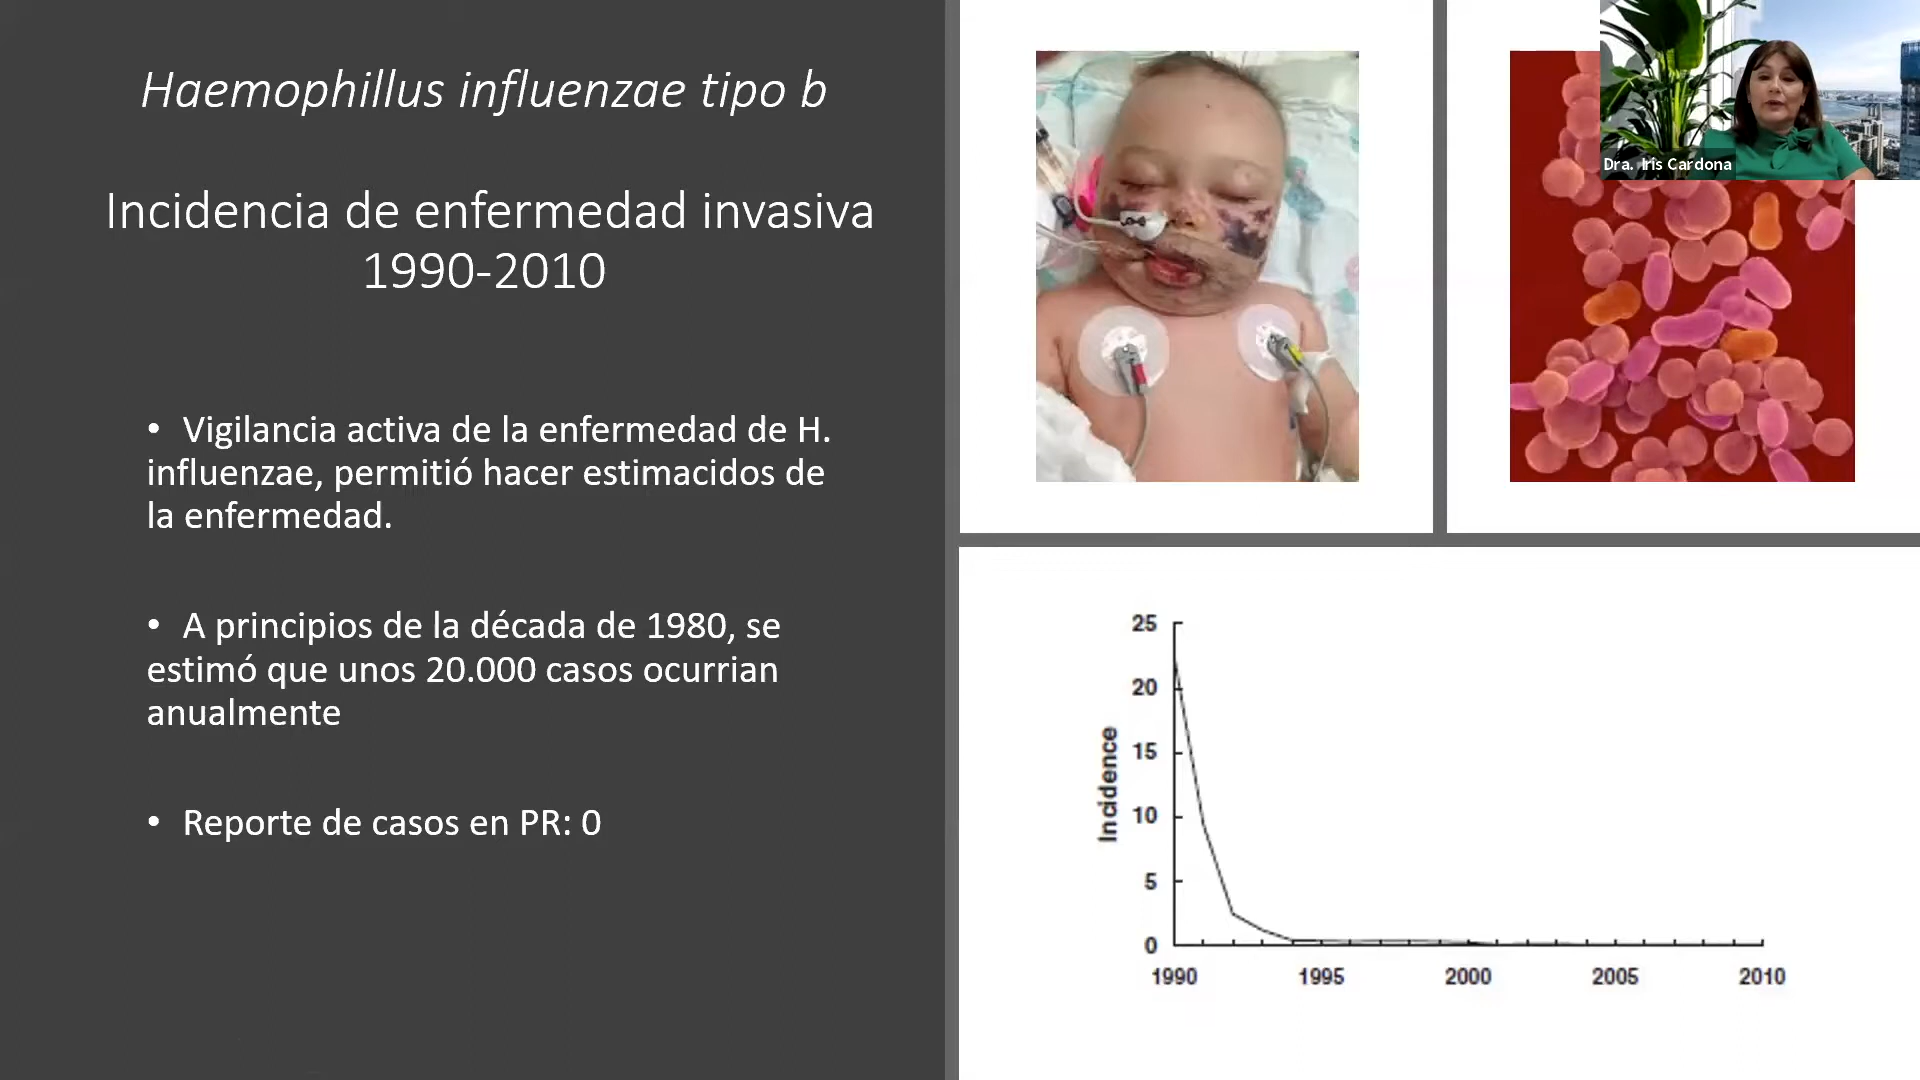 Haemophillus influenzae tipo b
Incidencia de enfermedad invasiva
1990-2010
• Vigilancia activa de la enfermedad de H.
influenzae, permitió hacer estimacidos de
la enfermedad.
• A principios de la década de 1980, se
estimó que unos 20.000 casos ocurrian
anualmente
• Reporte de casos en PR: 0
Dra. Iris Cardona
25
20
15
10
5
0
Incidence
1990 1995 2000 2005 2010